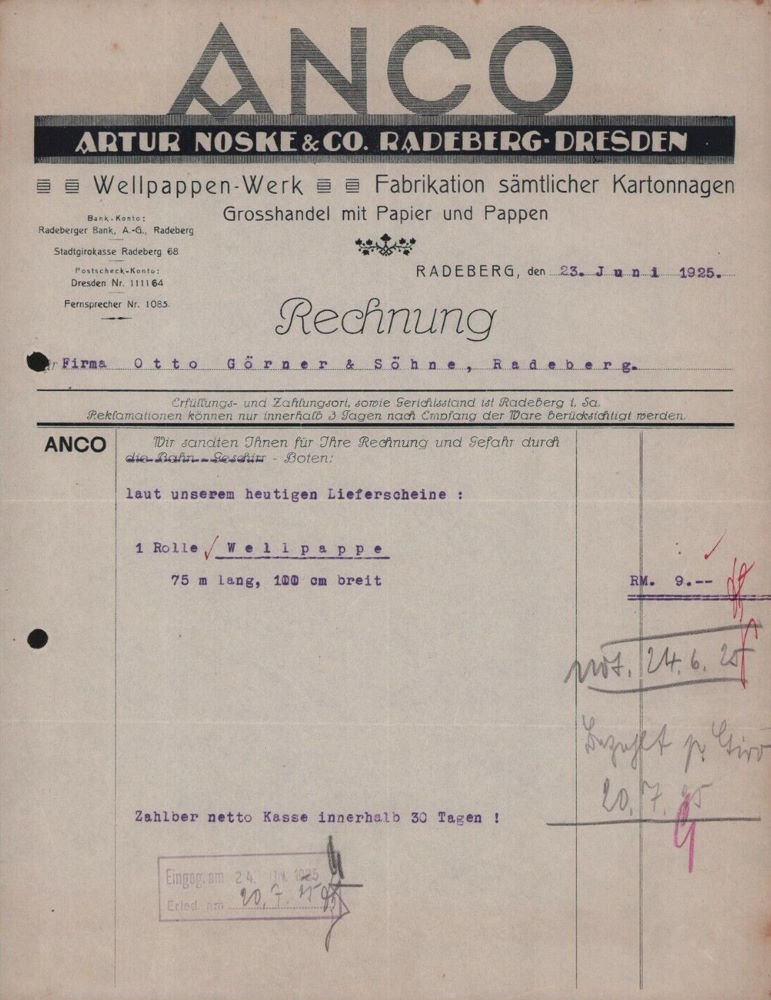 ANCO
ARTUR NOSKE & CO. RADEBERG-DRESDEN
Wellpappen-Werk Fabrikation sämtlicher Kartonnagen
Grosshandel mit Papier und Pappen
Bank-Konto:
Radeberger Bank, A.-G., Radeberg
Stadtgirokasse Radeberg 68
Postscheck-Konto:
Dresden Nr. 111164
Fernsprecher Nr. 1085.
RADEBERG, den 23. Juni 1925.
Rechnung
Firma Otto Görner & Söhne, Radeberg.
Erfüllungs- und Zahlungsort, sowie Gerichtsstand ist Radeberg i. Sa.
Reklamationen können nur innerhalb 3 Tagen nach Empfang der Ware berücksichtigt werden.
ANCO
Wir sandten Ihnen für Ihre Rechnung und Gefahr durch
die Bahn - Geschirr - Boten:
laut unserem heutigen Lieferscheine :
1 Rolle Wellpappe
75 m lang, 100 cm breit
RM. 9.--
not. 24.6.25
Bezahlt p. Giro
20.7.25
Zahlber netto Kasse innerhalb 30 Tagen !
Eingeg. am 24. 1925
Erled. am 20.7.25